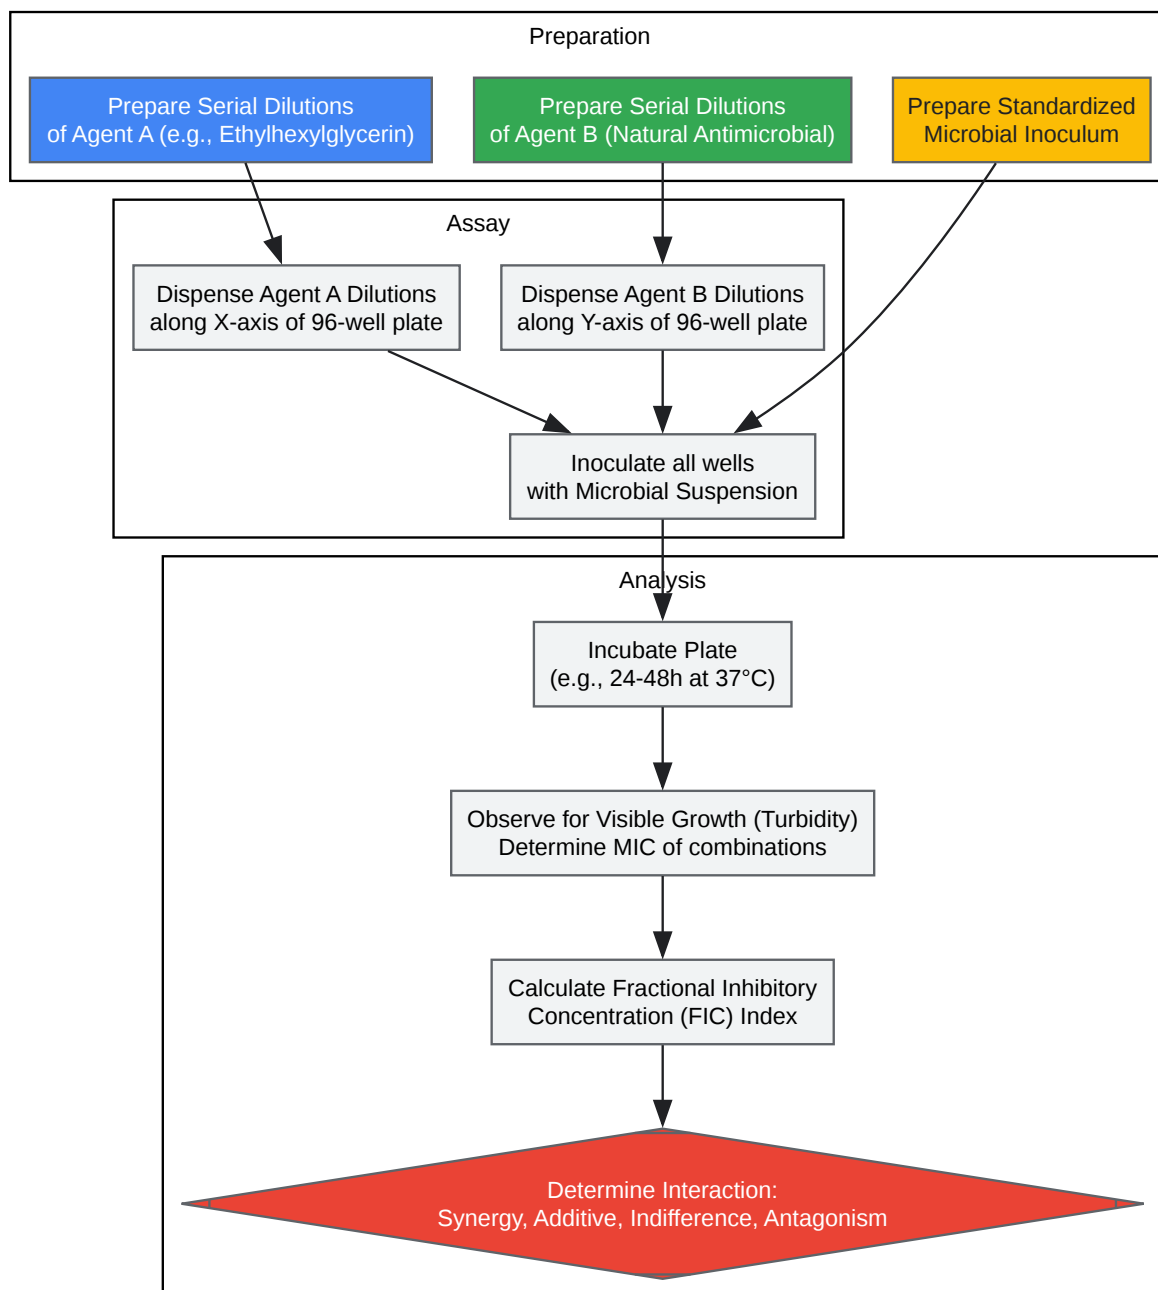 Preparation
Prepare Serial Dilutions
of Agent A (e.g., Ethylhexylglycerin)
Prepare Serial Dilutions
of Agent B (Natural Antimicrobial)
Prepare Standardized
Microbial Inoculum
Assay
Dispense Agent A Dilutions
along X-axis of 96-well plate
Dispense Agent B Dilutions
along Y-axis of 96-well plate
Inoculate all wells
with Microbial Suspension
Analysis
Incubate Plate
(e.g., 24-48h at 37°C)
Observe for Visible Growth (Turbidity)
Determine MIC of combinations
Calculate Fractional Inhibitory
Concentration (FIC) Index
Determine Interaction:
Synergy, Additive, Indifference, Antagonism